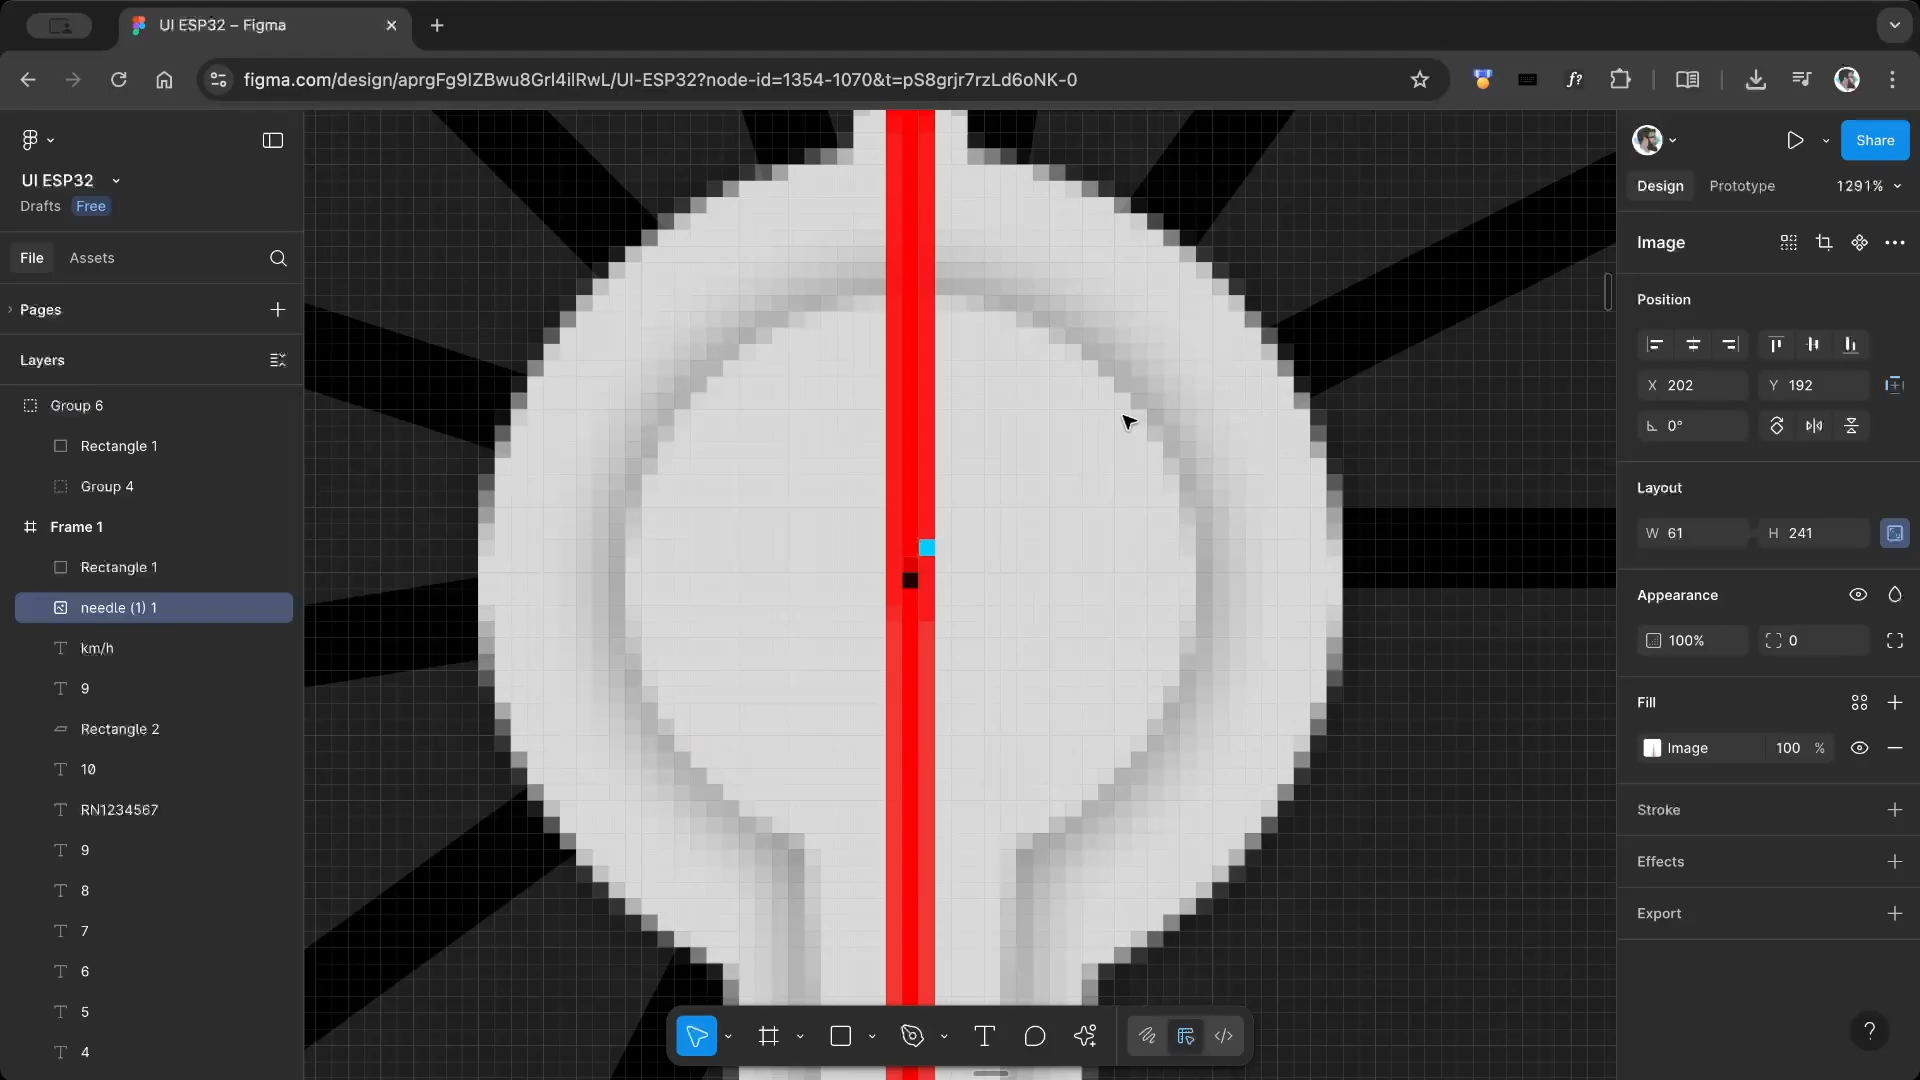 UI ESP32 – Figma
figma.com/design/aprgFg9IZBwu8GrI4ilRwL/UI-ESP32?node-id=1354-1070&t=pS8grjr7rzLd6oNK-0
f?
UI ESP32
Drafts Free
File Assets
Pages
Layers
Group 6
Rectangle 1
Group 4
Frame 1
Rectangle 1
needle (1) 1
km/h
9
Rectangle 2
10
RN1234567
9
8
7
6
5
4
Share
Design Prototype 1291%
Image
Position
X 202 Y 192
0°
Layout
W 61 H 241
Appearance
100% 0
Fill
Image 100 %
Stroke
Effects
Export
?